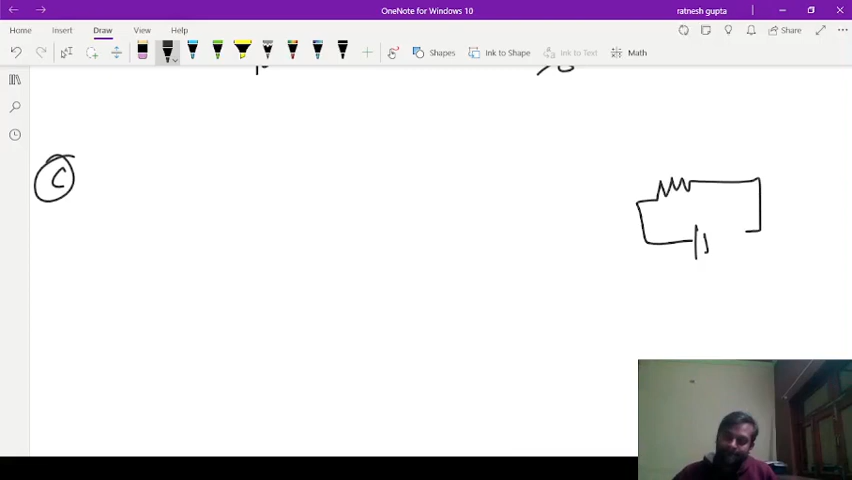 OneNote for Windows 10
ratnesh gupta
Home Insert Draw View Help
Share
Shapes Ink to Shape Ink to Text Math
C